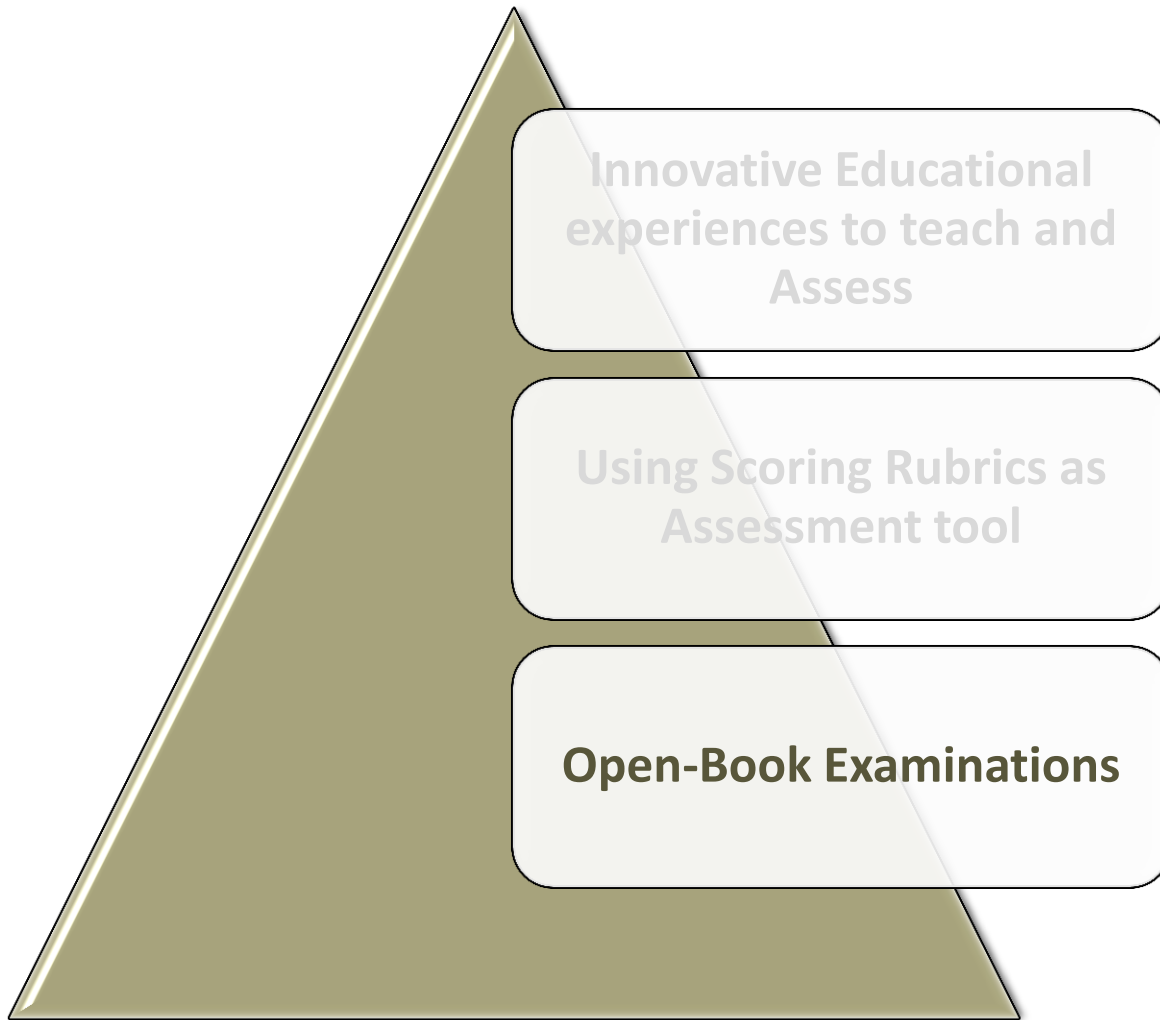 Innovative Educational
experiences to teach and
Assess
Using Scoring Rubrics as
Assessment tool
Open-Book Examinations